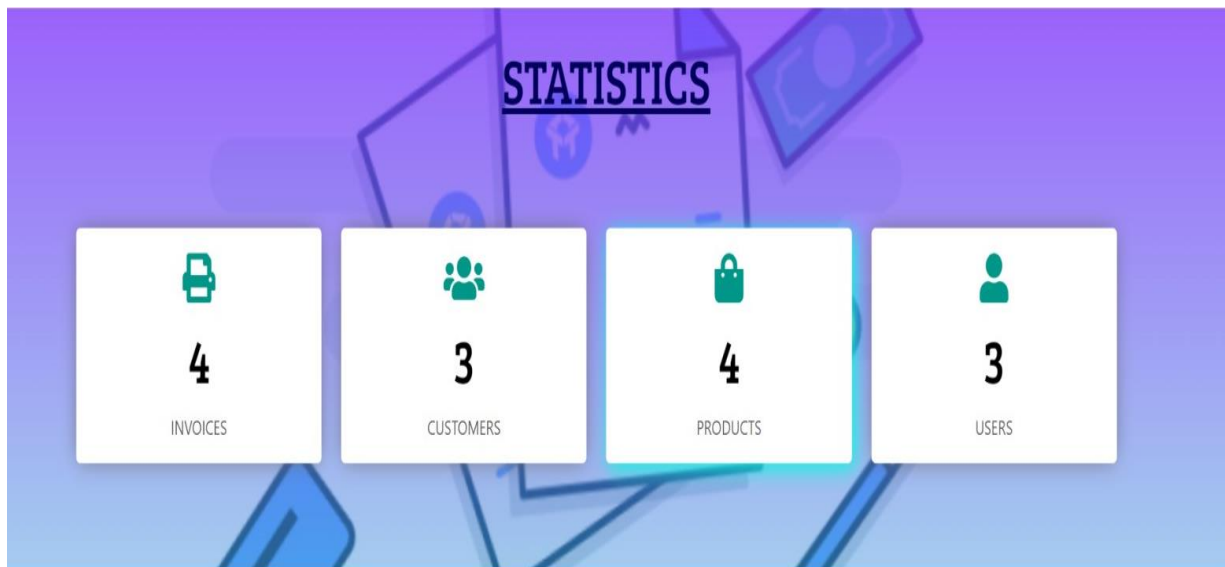 STATISTICS
4
INVOICES
3
CUSTOMERS
4
PRODUCTS
3
USERS